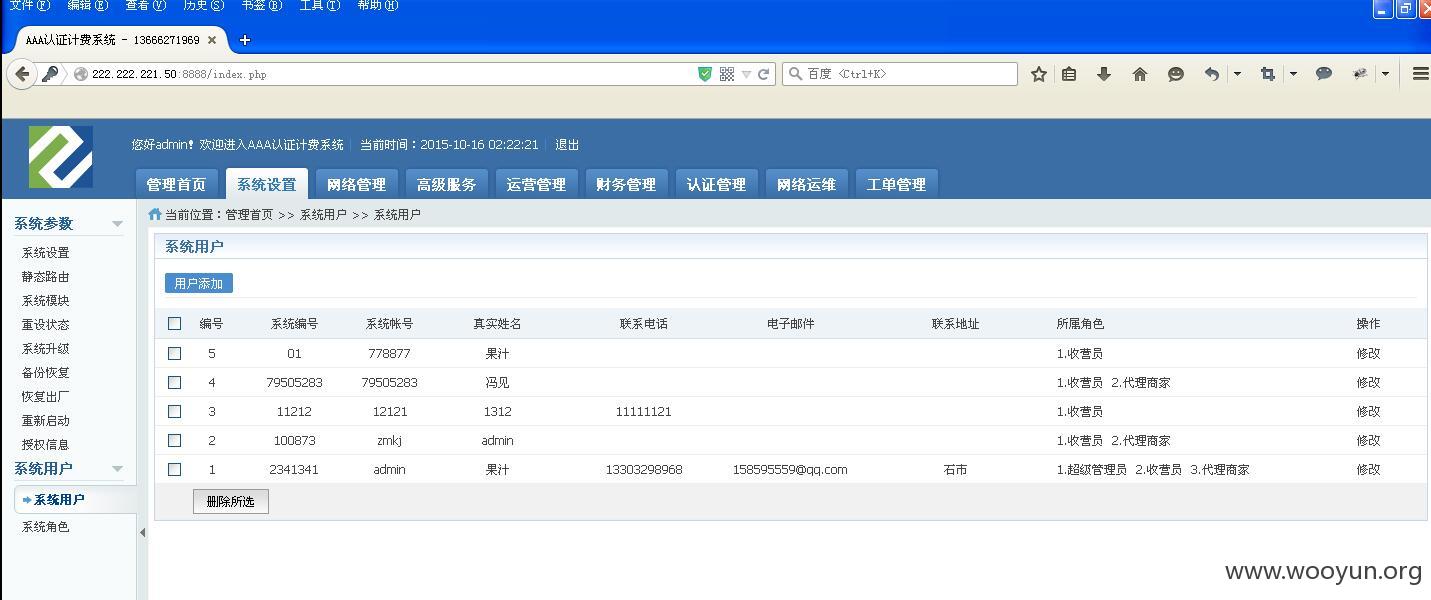 文件(F) 编辑(E) 查看(V) 历史(S) 书签(B) 工具(T) 帮助(H)
AAA认证计费系统 - 13666271969 × +
222.222.221.50:8888/index.php 百度 <Ctrl+K>
您好admin! 欢迎进入AAA认证计费系统 当前时间：2015-10-16 02:22:21 退出
管理首页 系统设置 网络管理 高级服务 运营管理 财务管理 认证管理 网络运维 工单管理
当前位置：管理首页 >> 系统用户 >> 系统用户
系统参数
系统设置
静态路由
系统模块
重设状态
系统升级
备份恢复
恢复出厂
重新启动
授权信息
系统用户
系统用户
系统角色
系统用户
用户添加
编号 系统编号 系统帐号 真实姓名 联系电话 电子邮件 联系地址 所属角色 操作
5 01 778877 果汁 1.收营员 修改
4 79505283 79505283 冯见 1.收营员 2.代理商家 修改
3 11212 12121 1312 11111121 1.收营员 修改
2 100873 zmkj admin 1.收营员 2.代理商家 修改
1 2341341 admin 果汁 13303298968 158595559@qq.com 石市 1.超级管理员 2.收营员 3.代理商家 修改
删除所选
www.wooyun.org